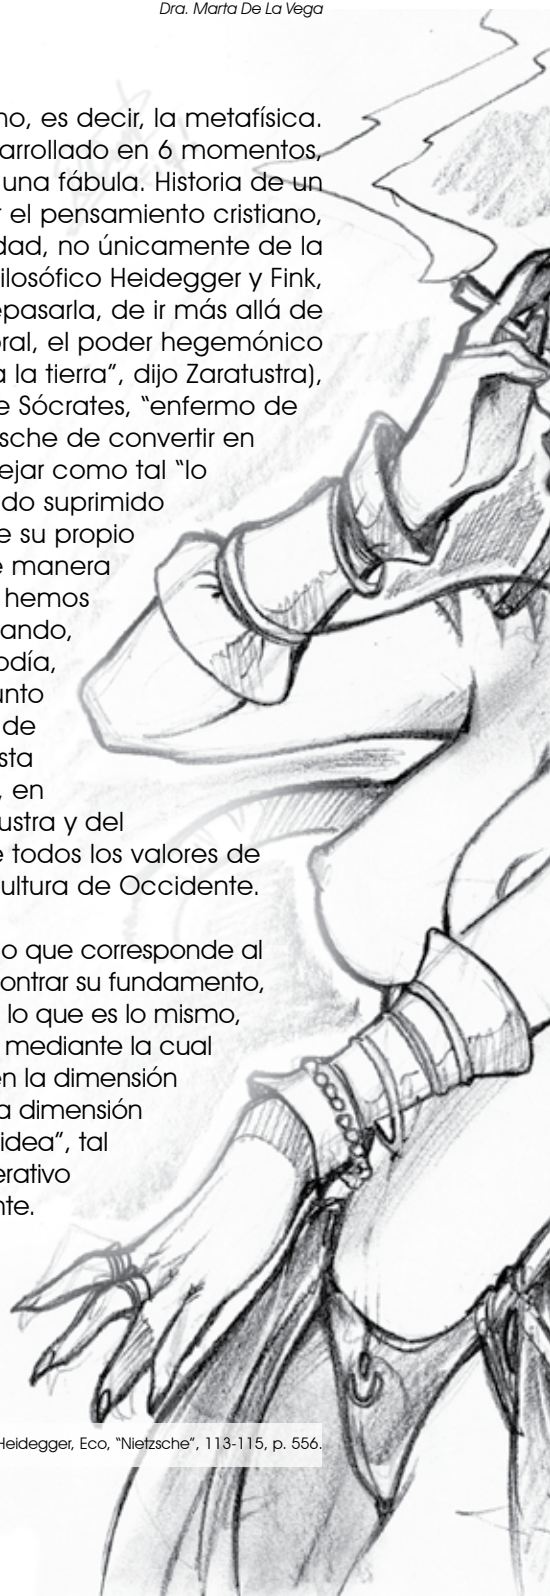 Dra. Marta De La Vega
no, es decir, la metafísica.
arrollado en 6 momentos,
una fábula. Historia de un
el pensamiento cristiano,
dad, no únicamente de la
filosófico Heidegger y Fink,
epasarla, de ir más allá de
oral, el poder hegemónico
a la tierra”, dijo Zaratustra),
e Sócrates, “enfermo de
sche de convertir en
ejar como tal “lo
do suprimido
e su propio
e manera
hemos
ando,
odía,
unto
de
sta
, en
ustra y del
e todos los valores de
ultura de Occidente.
o que corresponde al
ontrar su fundamento,
lo que es lo mismo,
mediante la cual
en la dimensión
a dimensión
idea”, tal
erativo
nte.
Heidegger, Eco, “Nietzsche”, 113-115, p. 556.